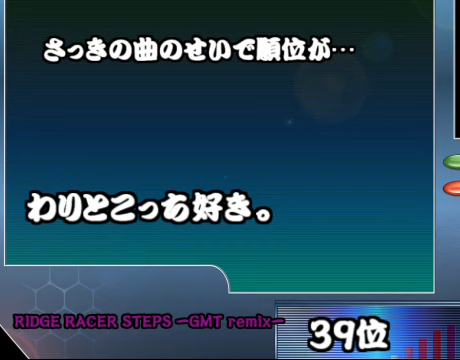 さっきの曲のせいで順位が…
わりとこっち好き。
RIDGE RACER STEPS -GMT remix-
39位